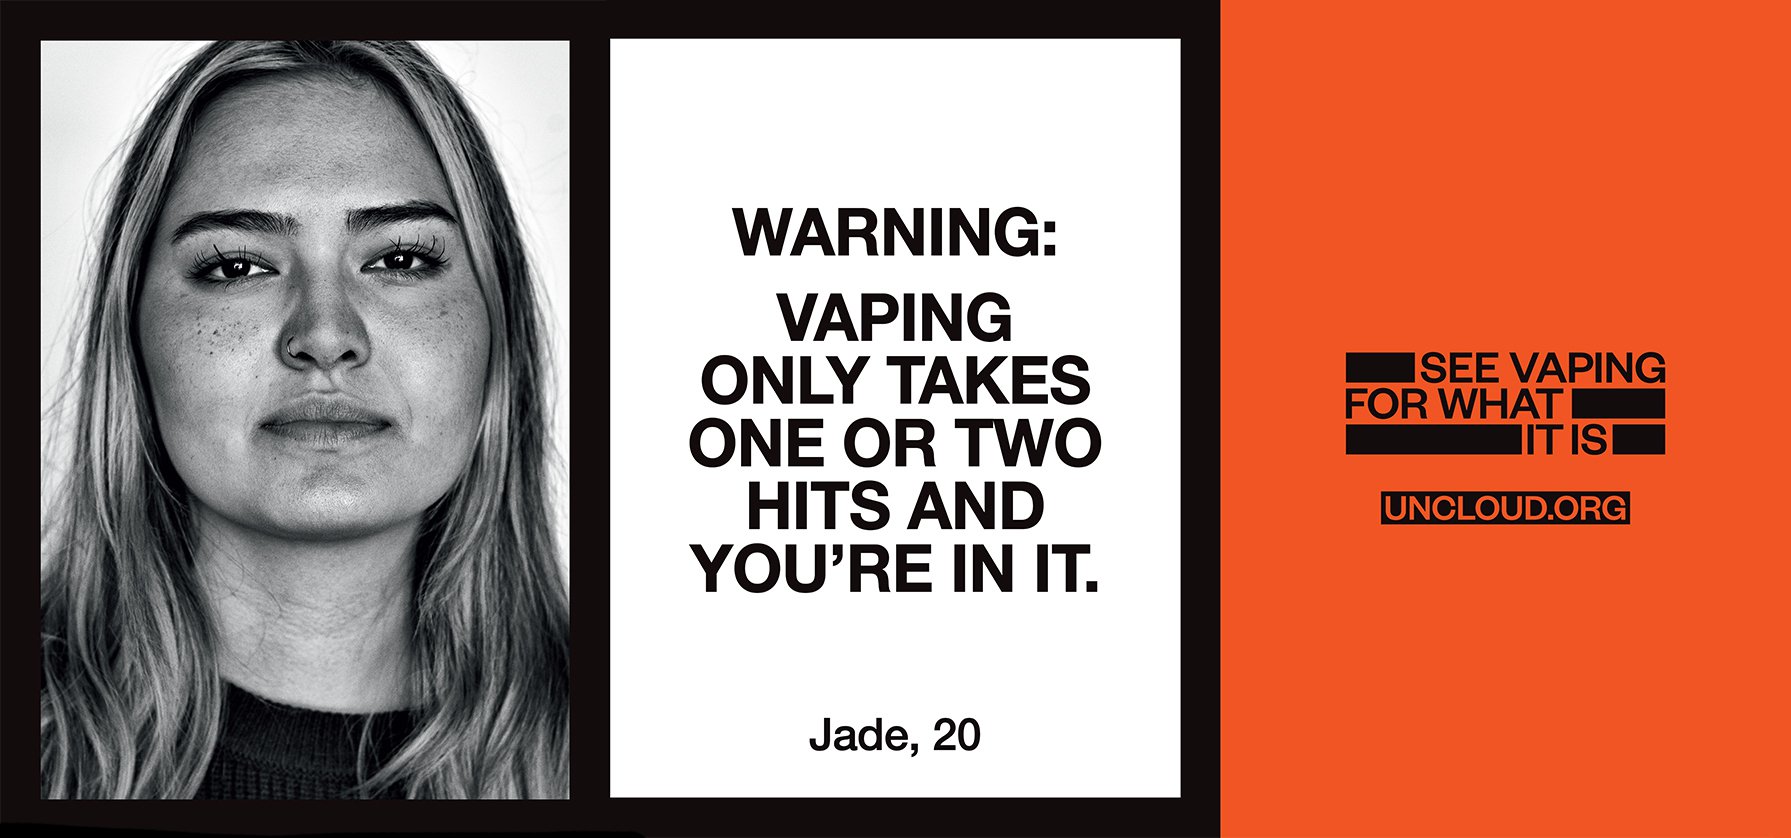 WARNING:
VAPING
ONLY TAKES
ONE OR TWO
HITS AND
YOU’RE IN IT.
Jade, 20
SEE VAPING
FOR WHAT
IT IS
UNCLOUD.ORG